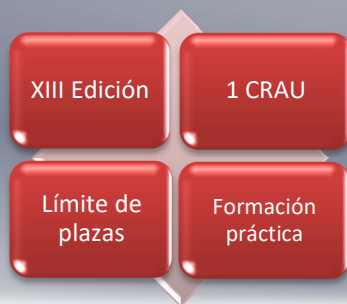 XIII Edición
1 CRAU
Límite de
plazas
Formación
práctica